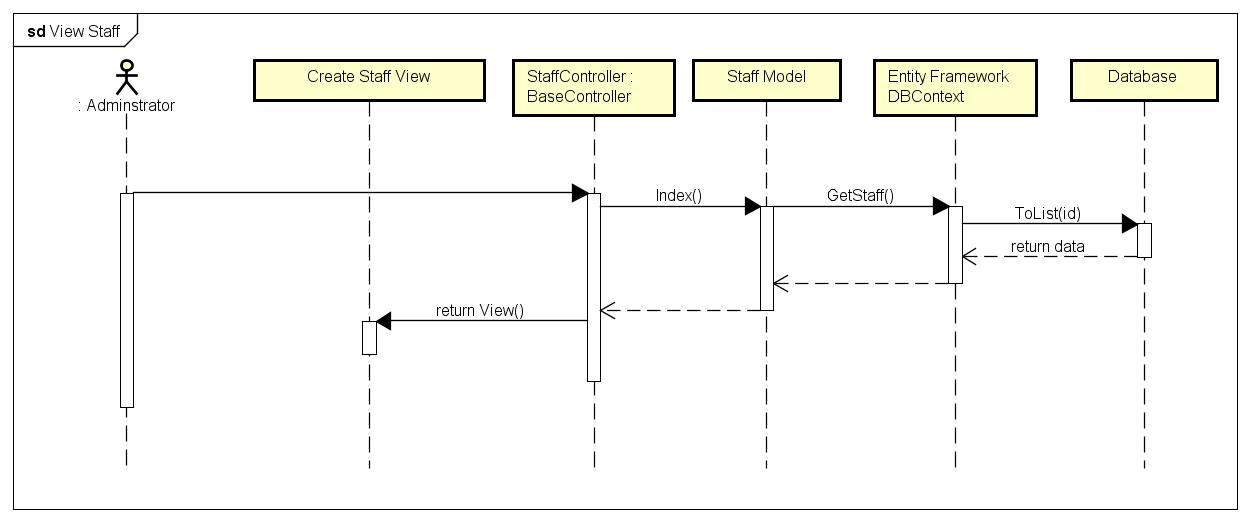 sd View Staff
: Adminstrator
Create Staff View
StaffController :
BaseController
Staff Model
Entity Framework
DBContext
Database
Index()
GetStaff()
ToList(id)
return data
return View()